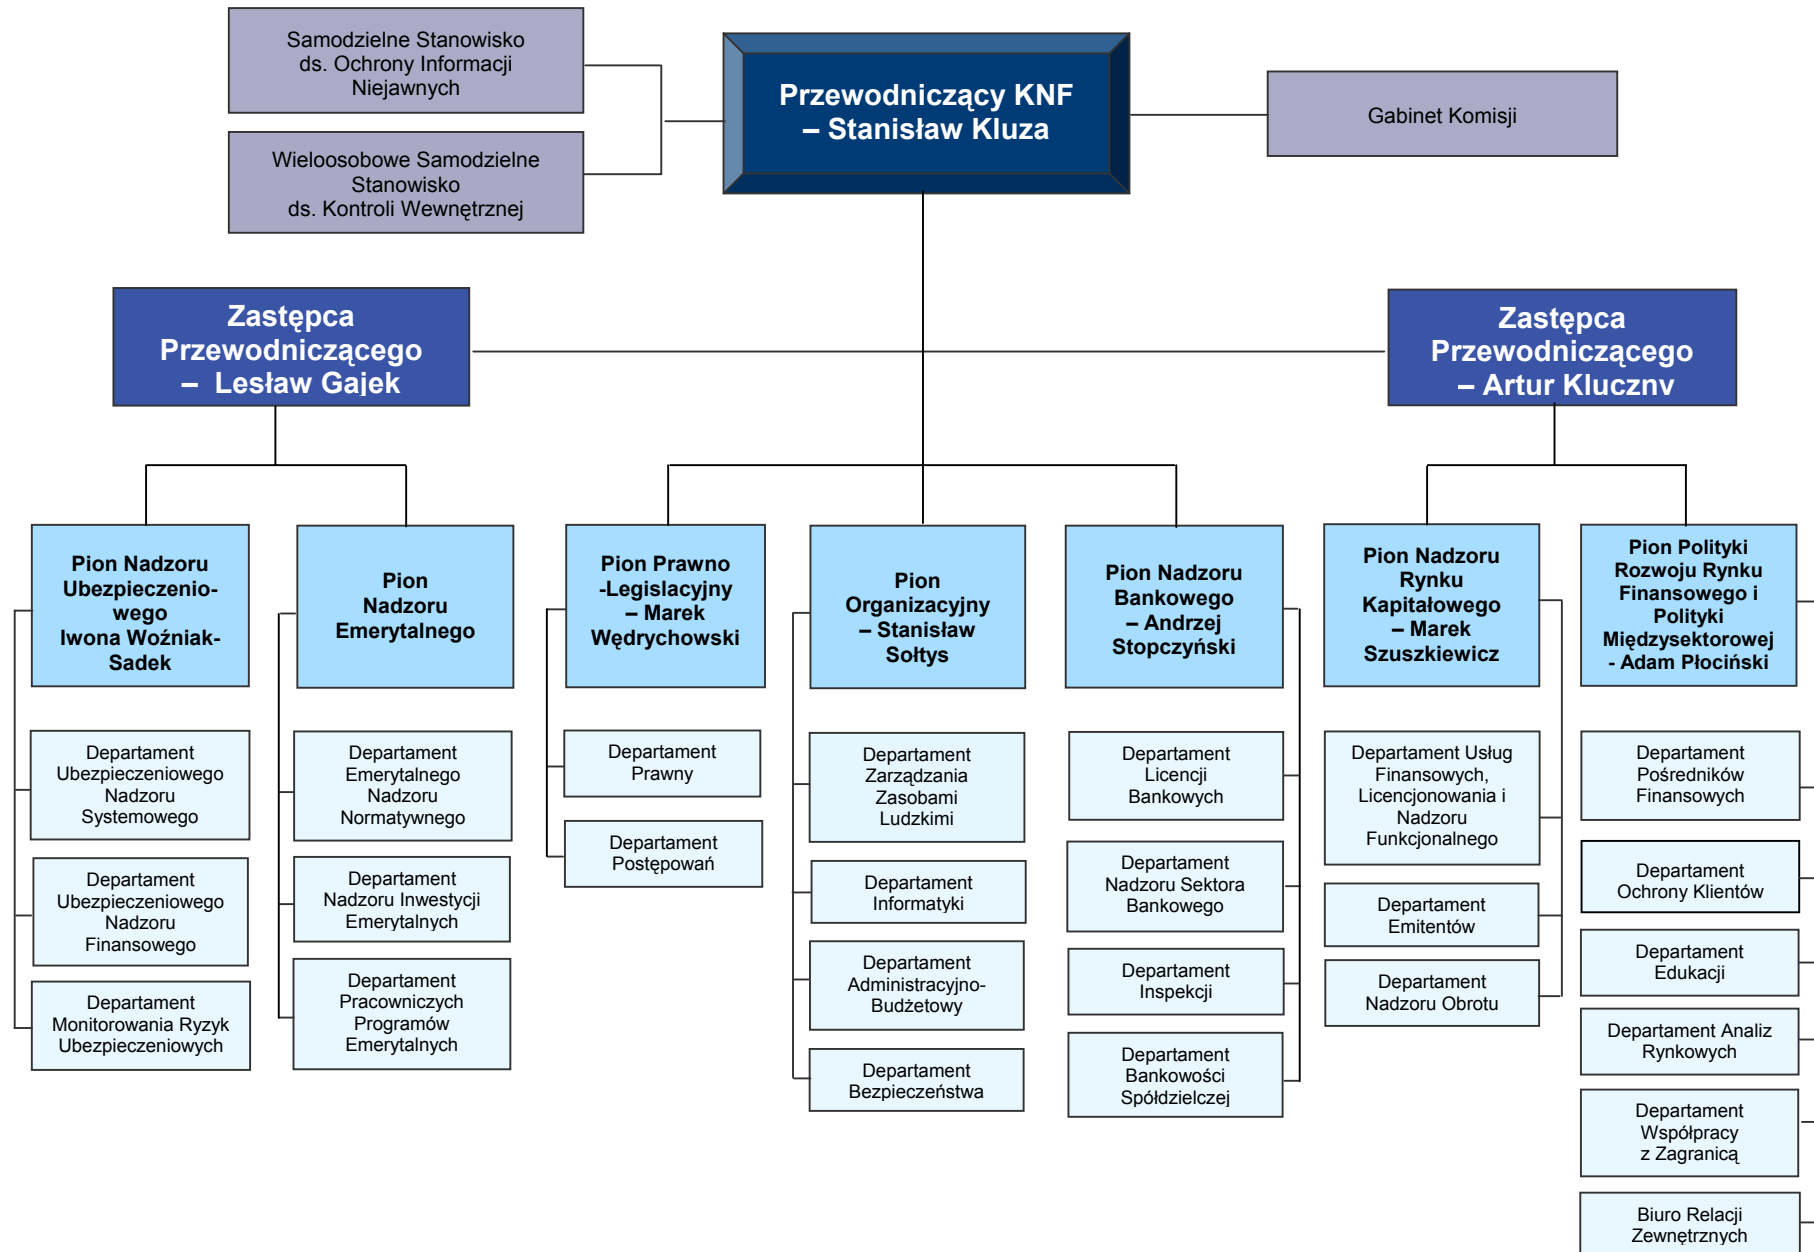 Samodzielne Stanowisko
ds. Ochrony Informacji
Niejawnych
Wieloosobowe Samodzielne
Stanowisko
ds. Kontroli Wewnętrznej
Przewodniczący KNF
– Stanisław Kluza
Gabinet Komisji
Zastępca
Przewodniczącego
– Lesław Gajek
Zastępca
Przewodniczącego
– Artur Kluczny
Pion Nadzoru
Ubezpieczenio-
wego
Iwona Woźniak-
Sadek
Departament
Ubezpieczeniowego
Nadzoru
Systemowego
Departament
Ubezpieczeniowego
Nadzoru
Finansowego
Departament
Monitorowania Ryzyk
Ubezpieczeniowych
Pion
Nadzoru
Emerytalnego
Departament
Emerytalnego
Nadzoru
Normatywnego
Departament
Nadzoru Inwestycji
Emerytalnych
Departament
Pracowniczych
Programów
Emerytalnych
Pion Prawno
-Legislacyjny
– Marek
Wędrychowski
Departament
Prawny
Departament
Postępowań
Pion
Organizacyjny
– Stanisław
Sołtys
Departament
Zarządzania
Zasobami
Ludzkimi
Departament
Informatyki
Departament
Administracyjno-
Budżetowy
Departament
Bezpieczeństwa
Pion Nadzoru
Bankowego
– Andrzej
Stopczyński
Departament
Licencji
Bankowych
Departament
Nadzoru Sektora
Bankowego
Departament
Inspekcji
Departament
Bankowości
Spółdzielczej
Pion Nadzoru
Rynku
Kapitałowego
– Marek
Szuszkiewicz
Departament Usług
Finansowych,
Licencjonowania i
Nadzoru
Funkcjonalnego
Departament
Emitentów
Departament
Nadzoru Obrotu
Pion Polityki
Rozwoju Rynku
Finansowego i
Polityki
Międzysektorowej
- Adam Płociński
Departament
Pośredników
Finansowych
Departament
Ochrony Klientów
Departament
Edukacji
Departament Analiz
Rynkowych
Departament
Współpracy
z Zagranicą
Biuro Relacji
Zewnętrznych